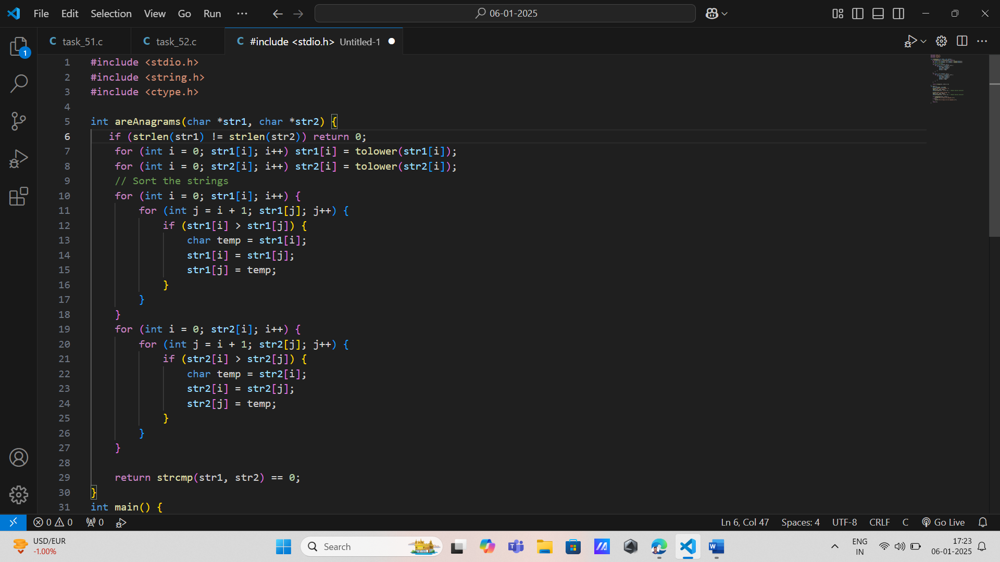 File Edit Selection View Go Run ··· 06-01-2025
1
C task_51.c C task_52.c C #include <stdio.h> Untitled-1
1 #include <stdio.h>
2 #include <string.h>
3 #include <ctype.h>
4
5 int areAnagrams(char *str1, char *str2) {
6 if (strlen(str1) != strlen(str2)) return 0;
7 for (int i = 0; str1[i]; i++) str1[i] = tolower(str1[i]);
8 for (int i = 0; str2[i]; i++) str2[i] = tolower(str2[i]);
9 // Sort the strings
10 for (int i = 0; str1[i]; i++) {
11 for (int j = i + 1; str1[j]; j++) {
12 if (str1[i] > str1[j]) {
13 char temp = str1[i];
14 str1[i] = str1[j];
15 str1[j] = temp;
16 }
17 }
18 }
19 for (int i = 0; str2[i]; i++) {
20 for (int j = i + 1; str2[j]; j++) {
21 if (str2[i] > str2[j]) {
22 char temp = str2[i];
23 str2[i] = str2[j];
24 str2[j] = temp;
25 }
26 }
27 }
28
29 return strcmp(str1, str2) == 0;
30 }
31 int main() {
0 0 0 Ln 6, Col 47 Spaces: 4 UTF-8 CRLF C Go Live
USD/EUR
-1.00%
Search
ENG
IN
17:23
06-01-2025